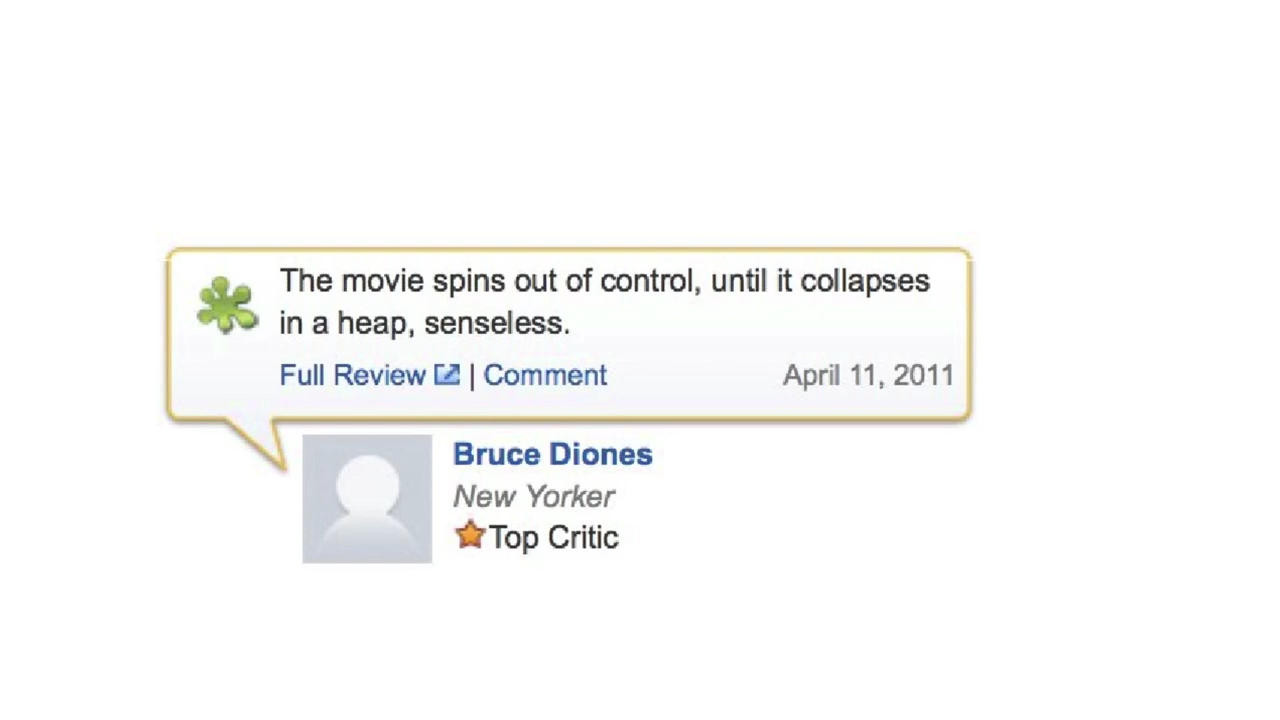 The movie spins out of control, until it collapses
in a heap, senseless.
Full Review | Comment April 11, 2011
Bruce Diones
New Yorker
Top Critic